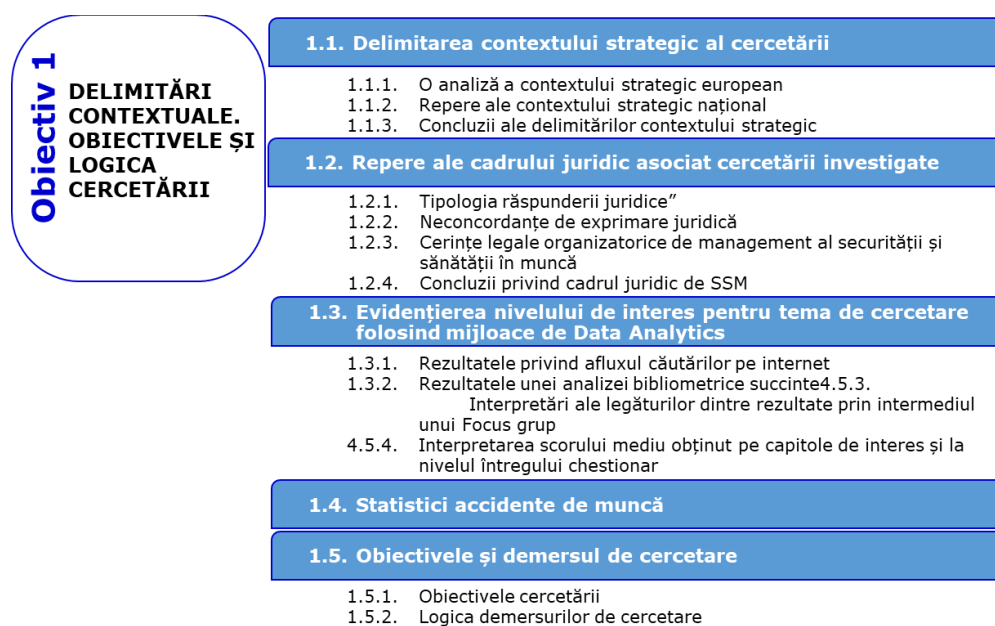 Obiectiv 1
DELIMITĂRI
CONTEXTUALE.
OBIECTIVELE ȘI
LOGICA
CERCETĂRII
1.1. Delimitarea contextului strategic al cercetării
1.1.1. O analiză a contextului strategic european
1.1.2. Repere ale contextului strategic național
1.1.3. Concluzii ale delimitărilor contextului strategic
1.2. Repere ale cadrului juridic asociat cercetării investigate
1.2.1. Tipologia răspunderii juridice”
1.2.2. Neconcordanțe de exprimare juridică
1.2.3. Cerințe legale organizatorice de management al securității și
sănătății în muncă
1.2.4. Concluzii privind cadrul juridic de SSM
1.3. Evidențierea nivelului de interes pentru tema de cercetare
folosind mijloace de Data Analytics
1.3.1. Rezultatele privind afluxul căutărilor pe internet
1.3.2. Rezultatele unei analizei bibliometrice succinte4.5.3.
Interpretări ale legăturilor dintre rezultate prin intermediul
unui Focus grup
4.5.4. Interpretarea scorului mediu obținut pe capitole de interes și la
nivelul întregului chestionar
1.4. Statistici accidente de muncă
1.5. Obiectivele și demersul de cercetare
1.5.1. Obiectivele cercetării
1.5.2. Logica demersurilor de cercetare